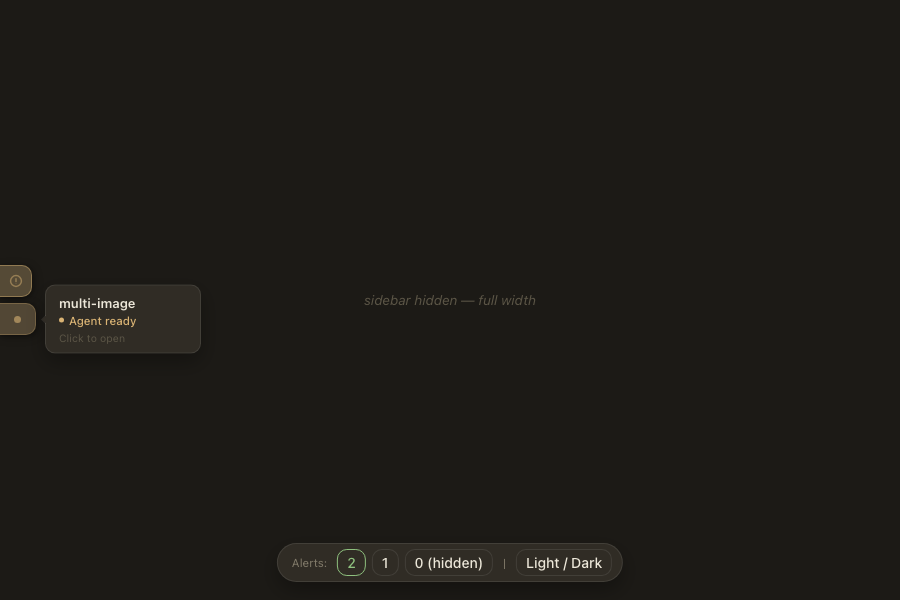 multi-image
Agent ready
Click to open
sidebar hidden — full width
Alerts: 2 1 0 (hidden) | Light / Dark